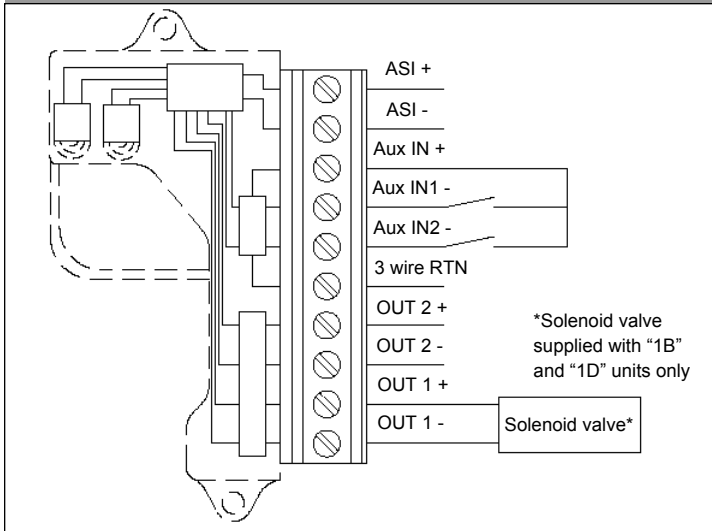 ASI +
ASI -
Aux IN +
Aux IN1 -
Aux IN2 -
3 wire RTN
OUT 2 +
OUT 2 -
OUT 1 +
OUT 1 -
*Solenoid valve
supplied with “1B”
and “1D” units only
Solenoid valve*